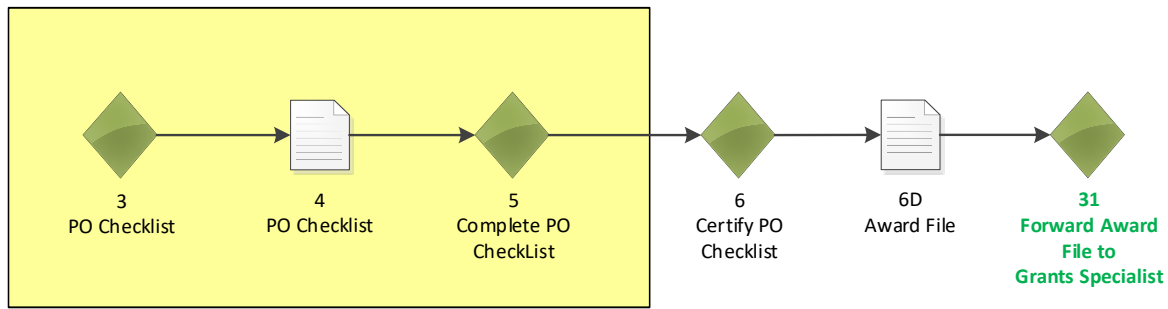 3
PO Checklist
4
PO Checklist
5
Complete PO
CheckList
6
Certify PO
Checklist
6D
Award File
31
Forward Award
File to
Grants Specialist